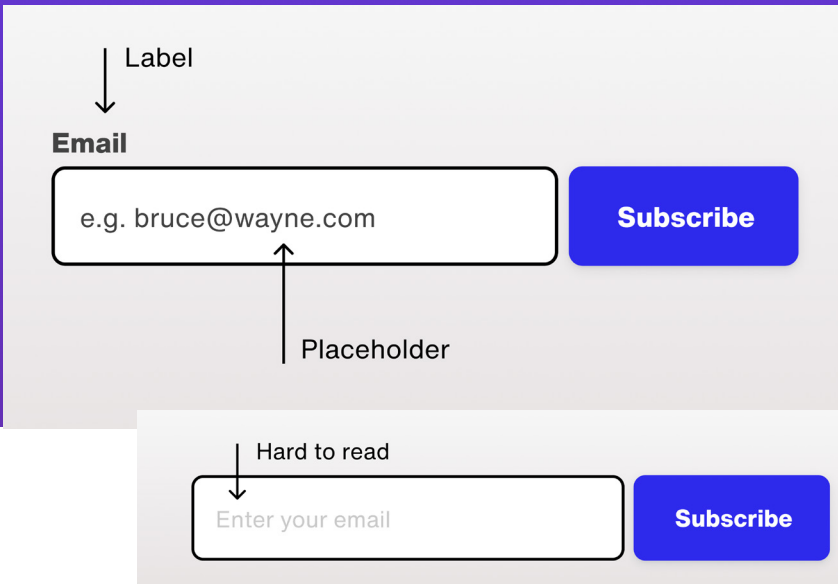 Label
Email
e.g. bruce@wayne.com
Subscribe
Placeholder
Hard to read
Enter your email
Subscribe